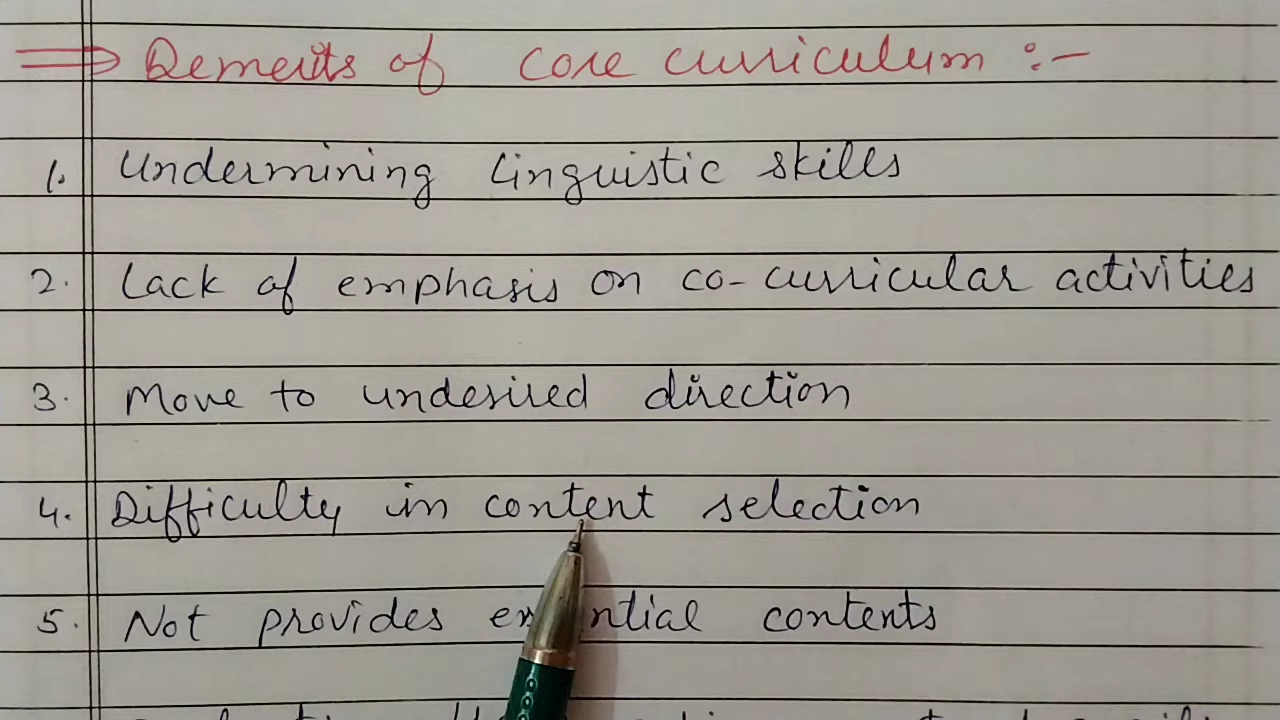 ⇒ Demerits of core curriculum :-
1. Undermining linguistic skills
2. Lack of emphasis on co-curricular activities
3. Move to undesired direction
4. Difficulty in content selection
5. Not provides contents